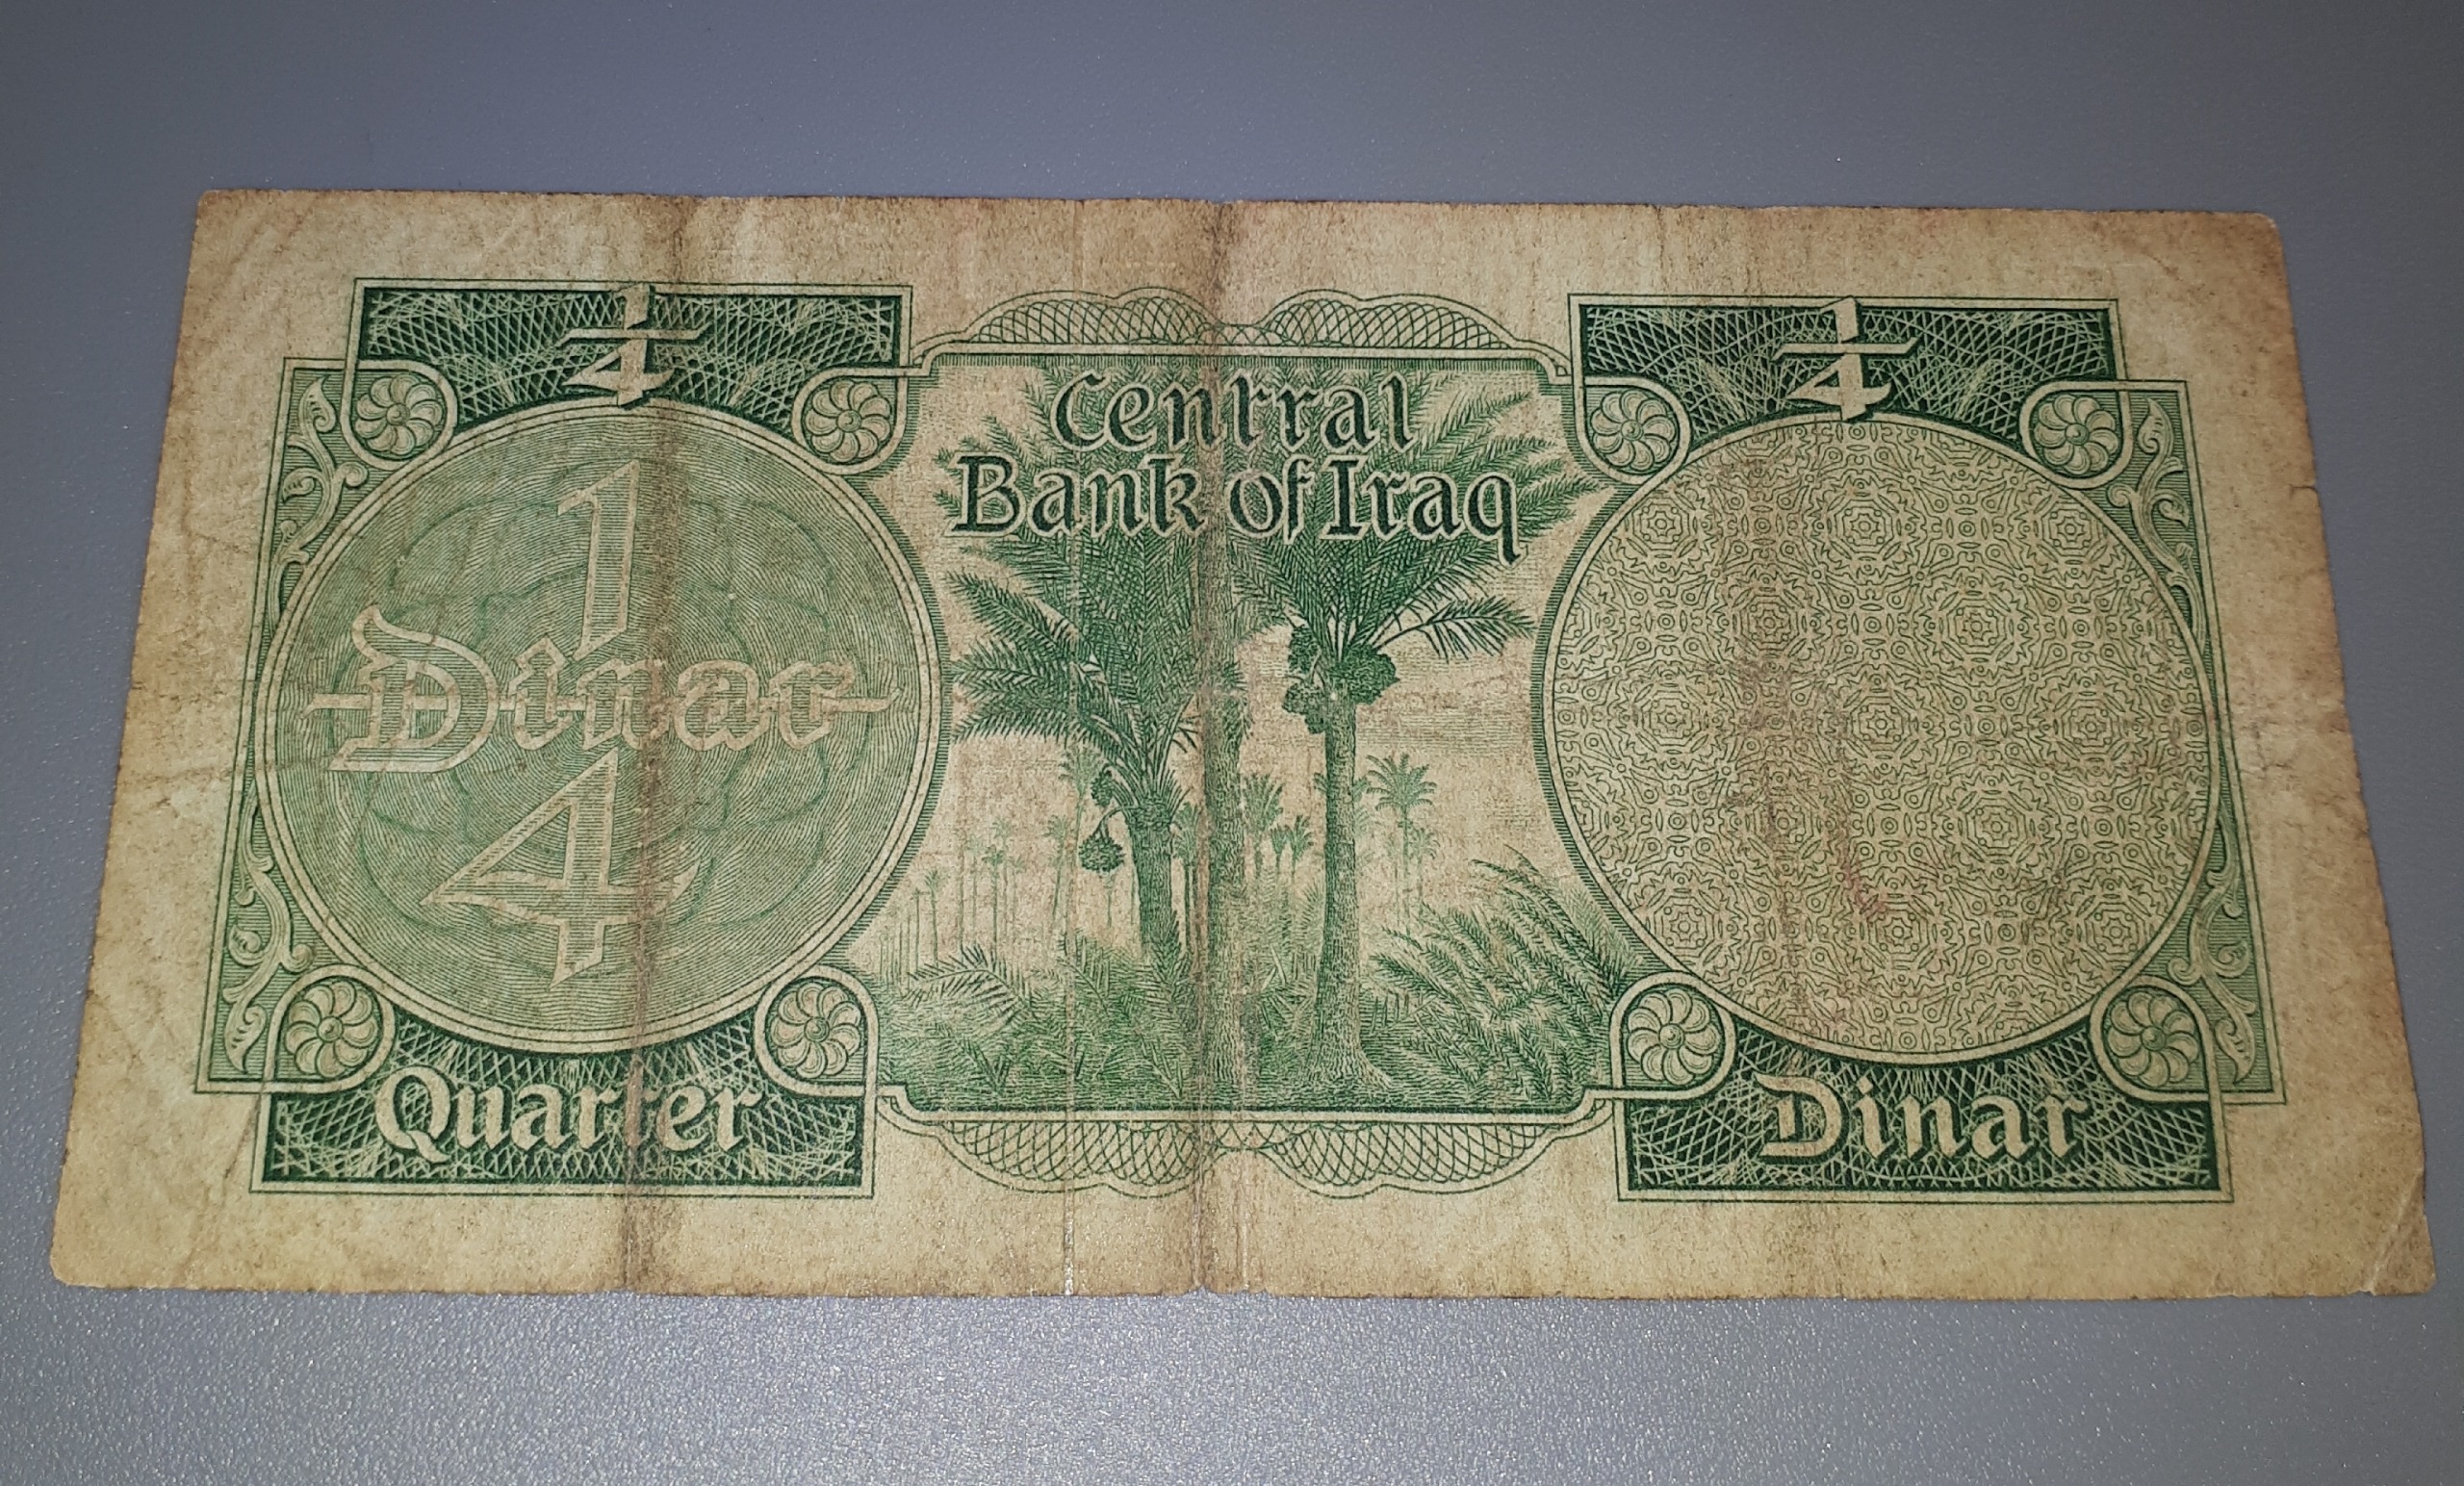 1/4
1/4
Central
Bank of Iraq
1
Dinar
4
Quarter
Dinar